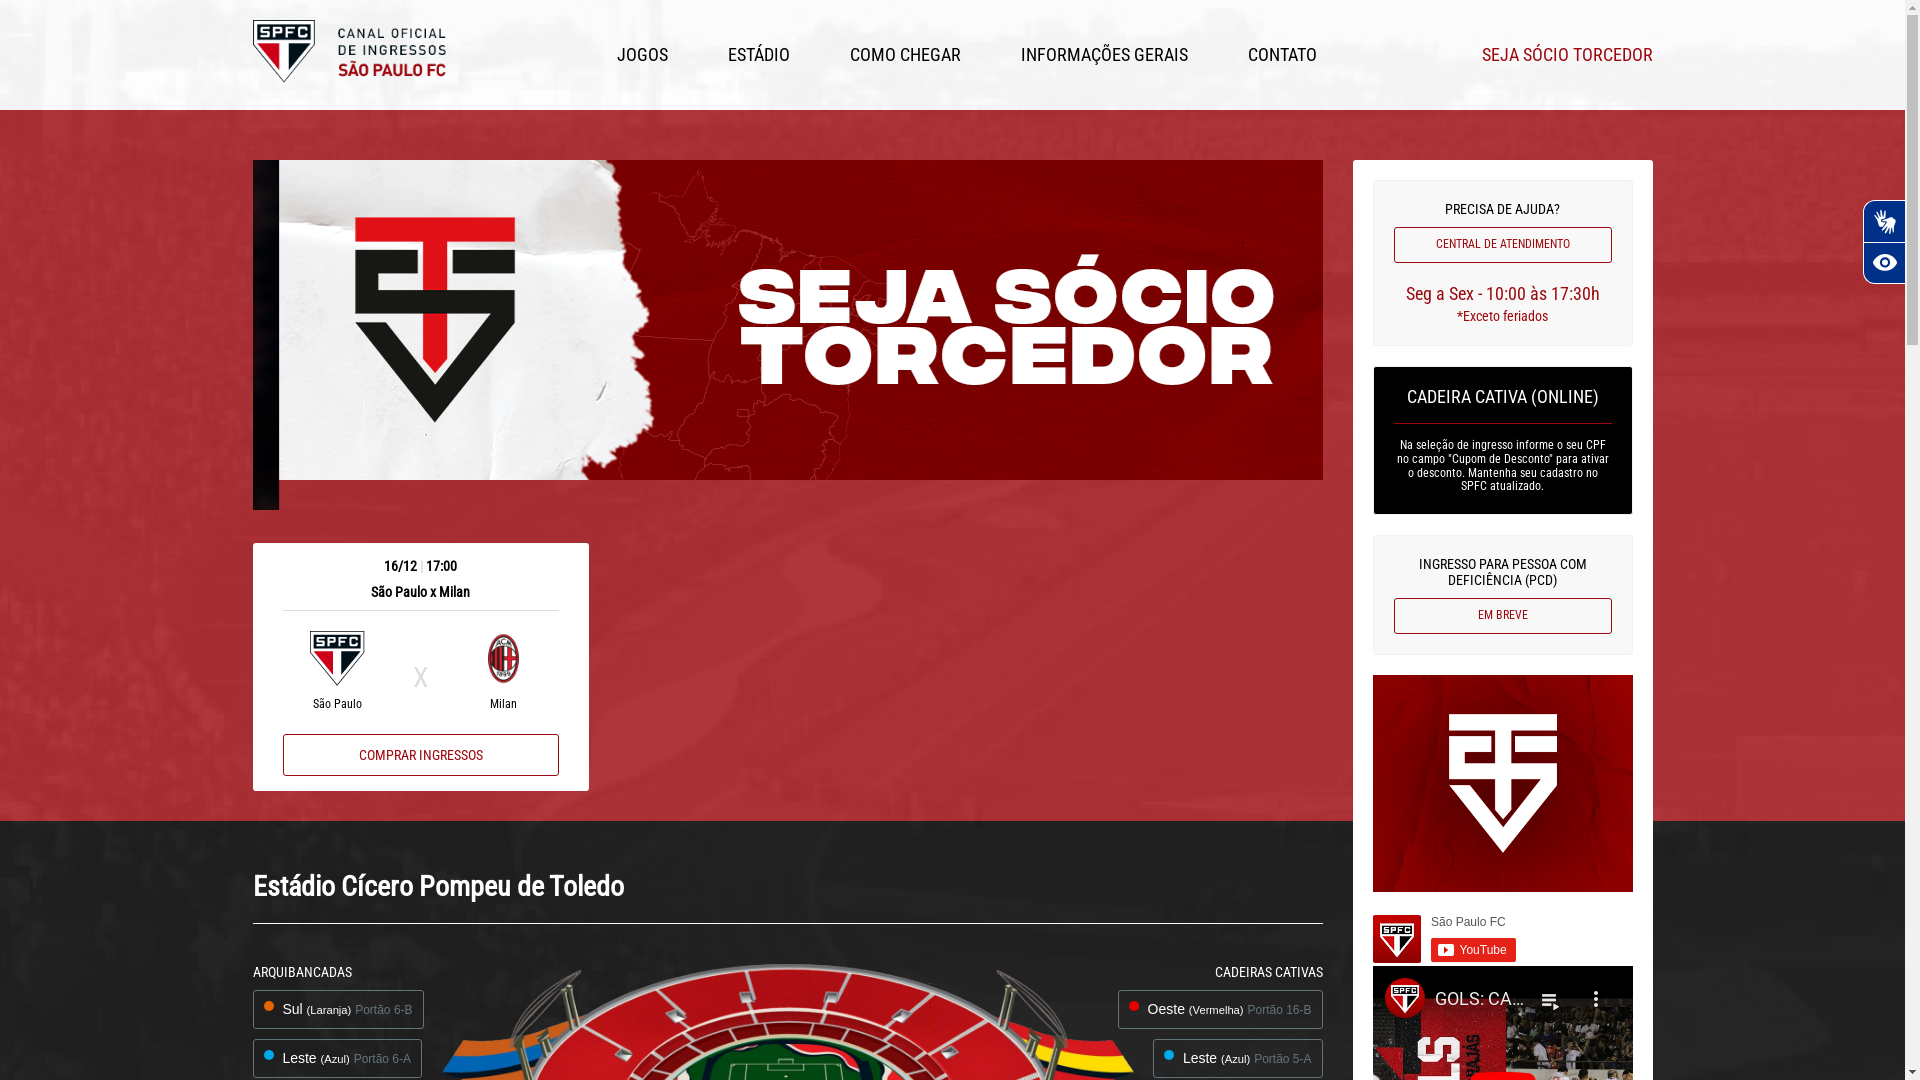 SPFC
CANAL OFICIAL
DE INGRESSOS
SÃO PAULO FC
JOGOS
ESTÁDIO
COMO CHEGAR
INFORMAÇÕES GERAIS
CONTATO
SEJA SÓCIO TORCEDOR
SEJA SÓCIO
TORCEDOR
16/12 | 17:00
São Paulo x Milan
SPFC
X
São Paulo
Milan
COMPRAR INGRESSOS
PRECISA DE AJUDA?
CENTRAL DE ATENDIMENTO
Seg a Sex - 10:00 às 17:30h
*Exceto feriados
CADEIRA CATIVA (ONLINE)
Na seleção de ingresso informe o seu CPF
no campo "Cupom de Desconto" para ativar
o desconto. Mantenha seu cadastro no
SPFC atualizado.
INGRESSO PARA PESSOA COM
DEFICIÊNCIA (PCD)
EM BREVE
SPFC
São Paulo FC
YouTube
SPFC
GOLS: CA...
Estádio Cícero Pompeu de Toledo
ARQUIBANCADAS
Sul (Laranja) Portão 6-B
Leste (Azul) Portão 6-A
CADEIRAS CATIVAS
Oeste (Vermelha) Portão 16-B
Leste (Azul) Portão 5-A